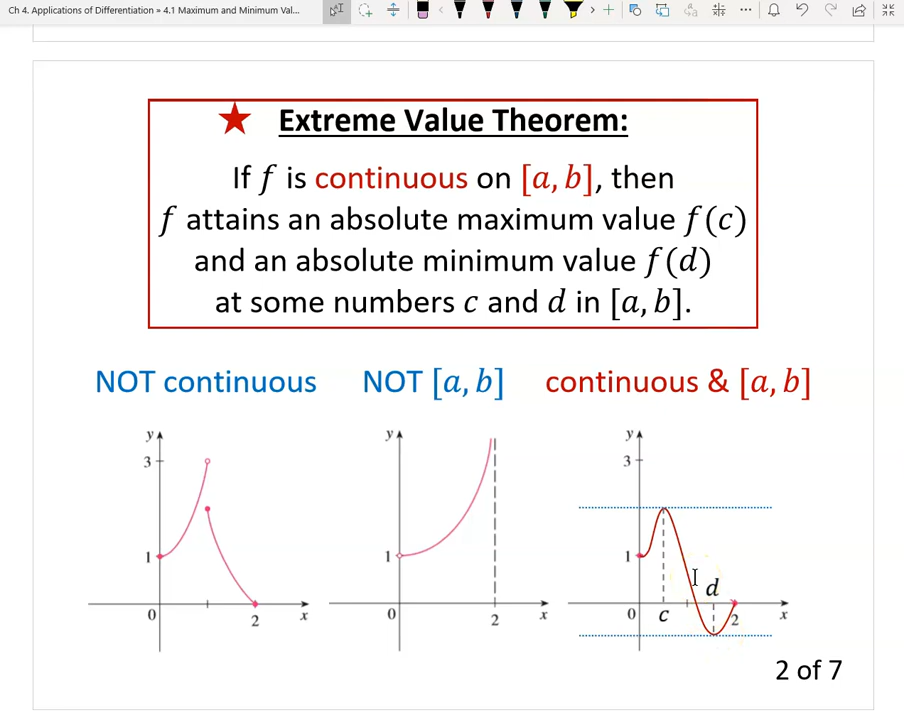 Ch 4. Applications of Differentiation » 4.1 Maximum and Minimum Val...
Extreme Value Theorem:
If f is continuous on [a, b], then
f attains an absolute maximum value f(c)
and an absolute minimum value f(d)
at some numbers c and d in [a, b].
NOT continuous NOT [a, b] continuous & [a, b]
y y y
3 3
1 1 1
d
0 2 x 0 2 x 0 c 2 x
2 of 7